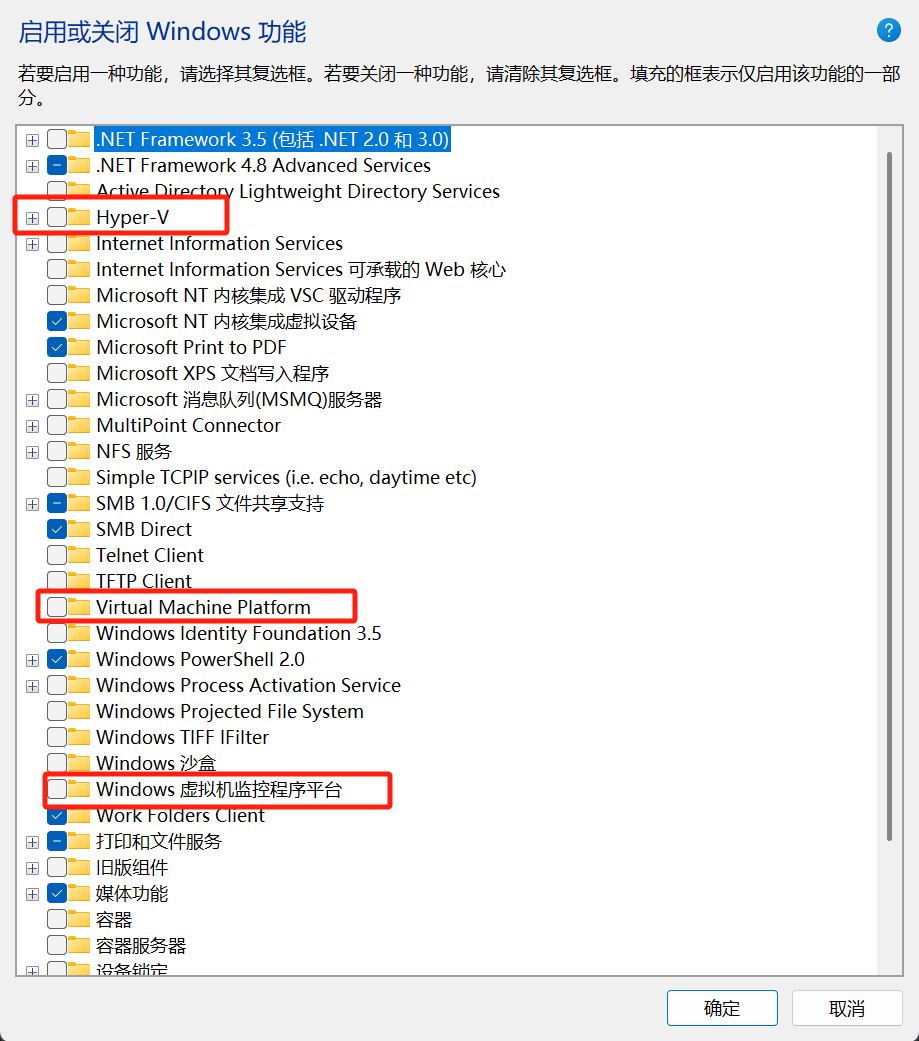 启用或关闭 Windows 功能
?
若要启用一种功能，请选择其复选框。若要关闭一种功能，请清除其复选框。填充的框表示仅启用该功能的一部
分。
.NET Framework 3.5 (包括 .NET 2.0 和 3.0)
.NET Framework 4.8 Advanced Services
Active Directory Lightweight Directory Services
Hyper-V
Internet Information Services
Internet Information Services 可承载的 Web 核心
Microsoft NT 内核集成 VSC 驱动程序
Microsoft NT 内核集成虚拟设备
Microsoft Print to PDF
Microsoft XPS 文档写入程序
Microsoft 消息队列(MSMQ)服务器
MultiPoint Connector
NFS 服务
Simple TCPIP services (i.e. echo, daytime etc)
SMB 1.0/CIFS 文件共享支持
SMB Direct
Telnet Client
TFTP Client
Virtual Machine Platform
Windows Identity Foundation 3.5
Windows PowerShell 2.0
Windows Process Activation Service
Windows Projected File System
Windows TIFF IFilter
Windows 沙盒
Windows 虚拟机监控程序平台
Work Folders Client
打印和文件服务
旧版组件
媒体功能
容器
容器服务器
设备锁定
确定
取消